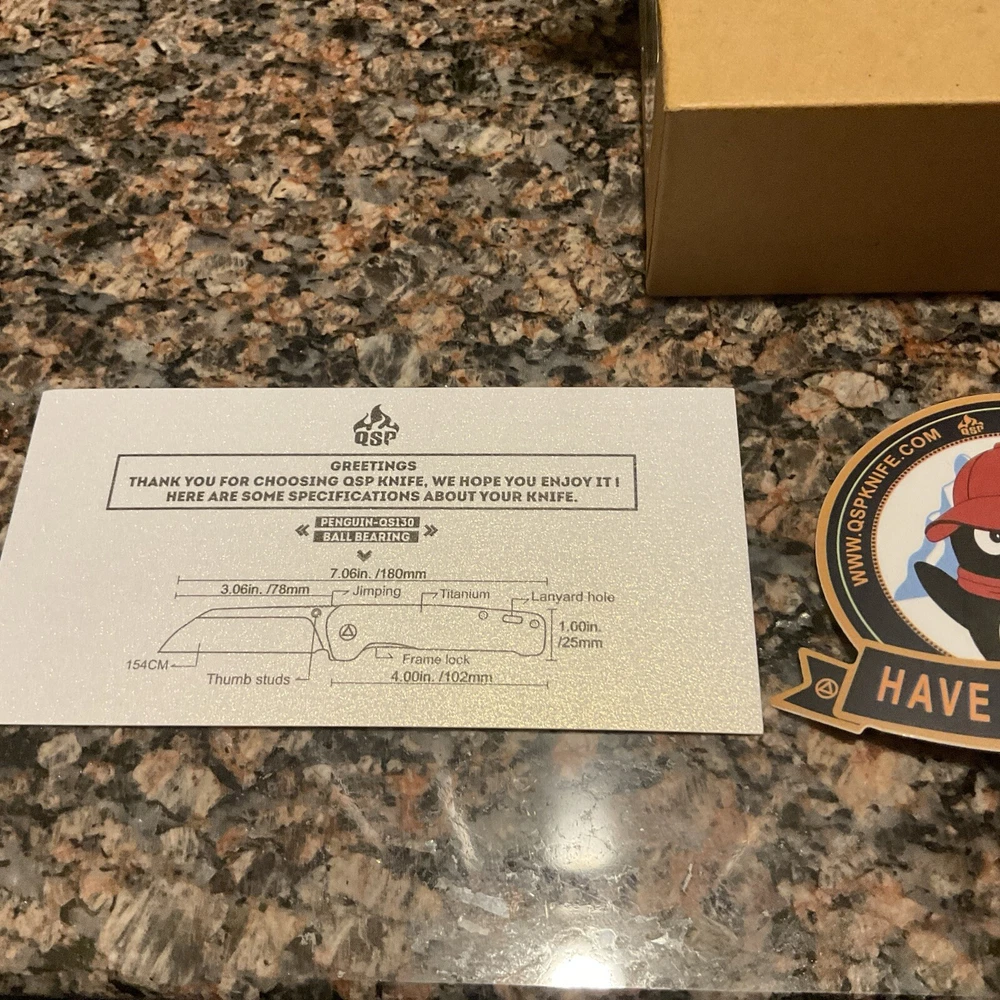 QSP
GREETINGS
THANK YOU FOR CHOOSING QSP KNIFE, WE HOPE YOU ENJOY IT !
HERE ARE SOME SPECIFICATIONS ABOUT YOUR KNIFE.
« PENGUIN-QS130 »
BALL BEARING
7.06in. /180mm
3.06in. /78mm
Jimping
Titanium
Lanyard hole
1.00in.
/25mm
154CM
Frame lock
Thumb studs
4.00in. /102mm
WWW.QSPKNIFE.COM
QSP
HAVE